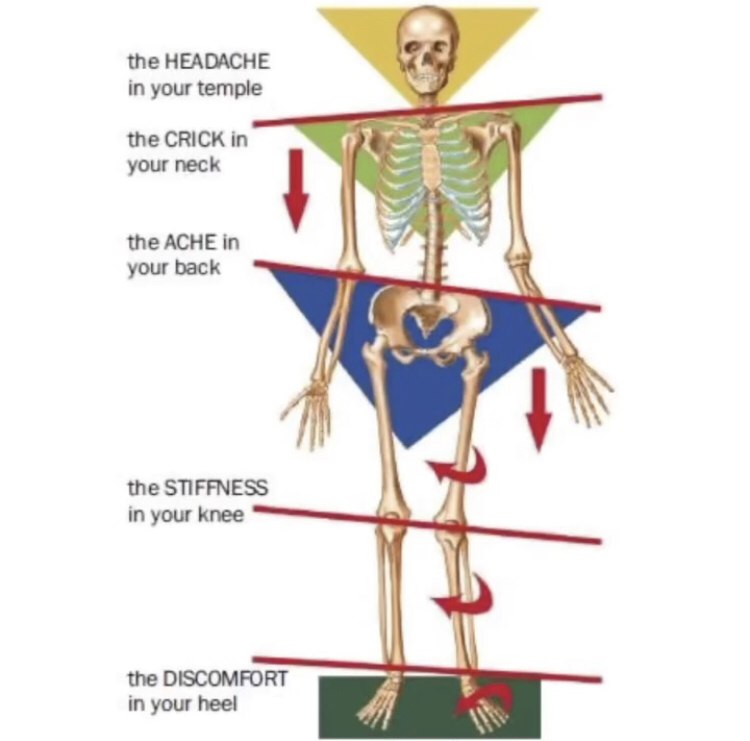 the HEADACHE
in your temple
the CRICK in
your neck
the ACHE in
your back
the STIFFNESS
in your knee
the DISCOMFORT
in your heel